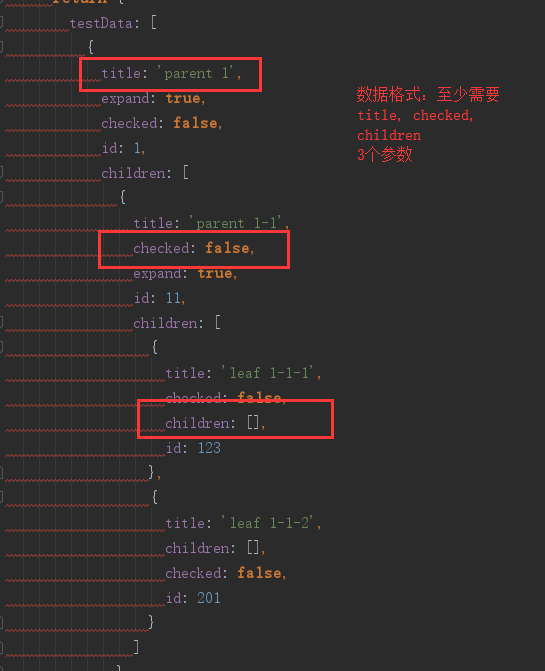 return {
testData: [
{
title: 'parent 1',
expand: true,
checked: false,
id: 1,
children: [
{
title: 'parent 1-1',
checked: false,
expand: true,
id: 11,
children: [
{
title: 'leaf 1-1-1',
checked: false,
children: [],
id: 123
},
{
title: 'leaf 1-1-2',
children: [],
checked: false,
id: 201
}
]
}
数据格式：至少需要
title, checked,
children
3个参数